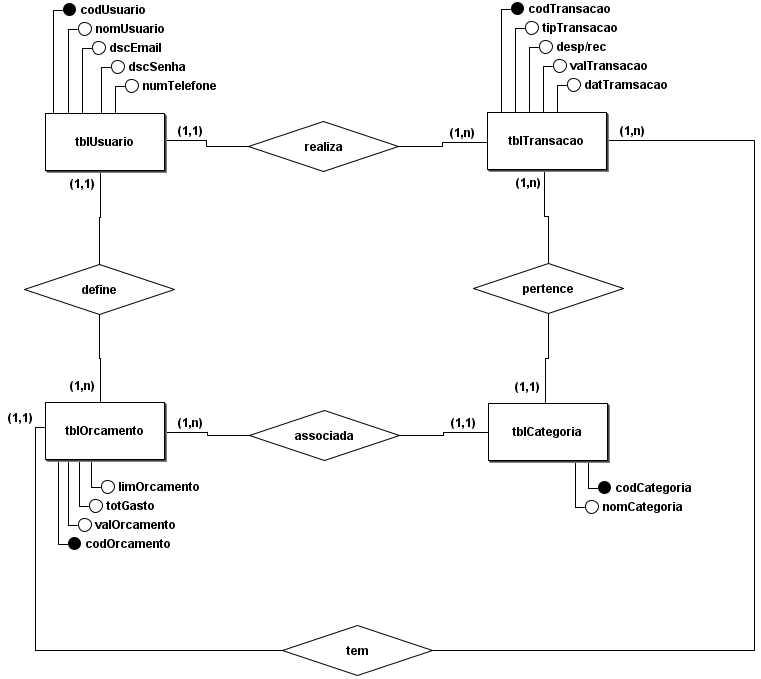 codUsuario
nomUsuario
dscEmail
dscSenha
numTelefone
codTransacao
tipTransacao
desp/rec
valTransacao
datTramsacao
tblUsuario
(1,1)
realiza
(1,n)
tblTransacao
(1,n)
(1,1)
(1,n)
define
pertence
(1,n)
(1,1)
(1,1)
tblOrcamento
(1,n)
associada
(1,1)
tblCategoria
limOrcamento
totGasto
valOrcamento
codOrcamento
codCategoria
nomCategoria
tem